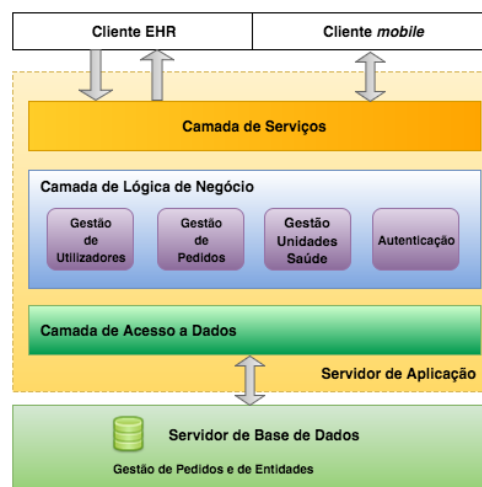 Cliente EHR
Cliente mobile
Camada de Serviços
Camada de Lógica de Negócio
Gestão
de
Utilizadores
Gestão
de
Pedidos
Gestão
Unidades
Saúde
Autenticação
Camada de Acesso a Dados
Servidor de Aplicação
Servidor de Base de Dados
Gestão de Pedidos e de Entidades